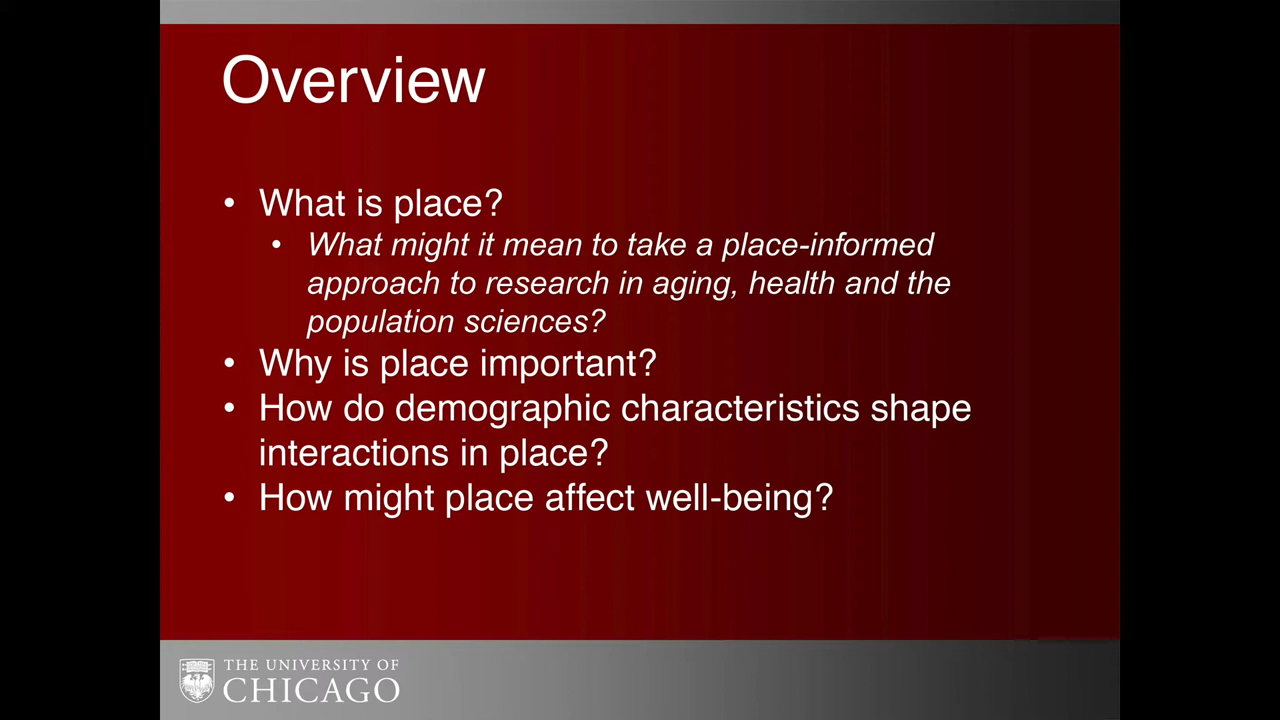 Overview
• What is place?
• What might it mean to take a place-informed
approach to research in aging, health and the
population sciences?
• Why is place important?
• How do demographic characteristics shape
interactions in place?
• How might place affect well-being?
THE UNIVERSITY OF
CHICAGO